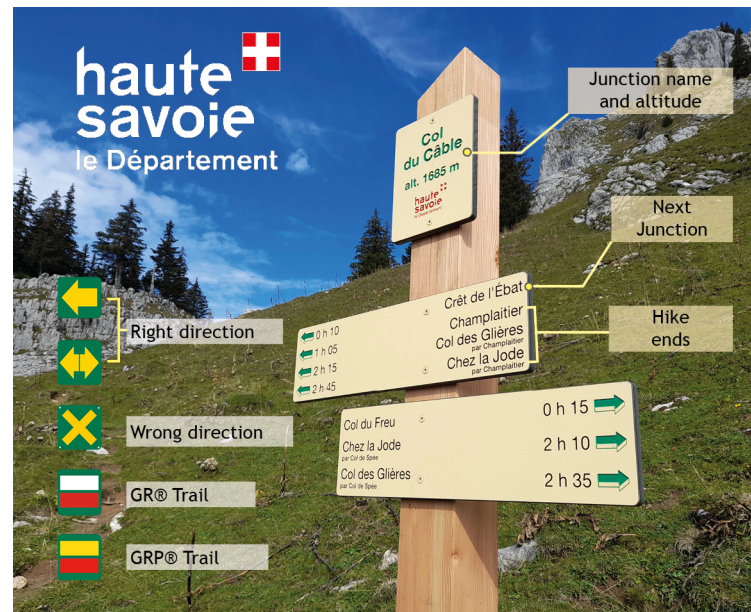 haute
savoie
le Département
Junction name
and altitude
Col
du Câble
alt. 1685 m
haute
savoie
le Département
Next
Junction
Crêt de l'Ébat
Champlaitier
Col des Glières
par Champlaitier
Chez la Jode
par Champlaitier
0 h 10
1 h 05
2 h 15
2 h 45
Hike
ends
Right direction
Col du Freu
0 h 15
Chez la Jode
par Col de Spée
2 h 10
Col des Glières
par Col de Spée
2 h 35
Wrong direction
GR® Trail
GRP® Trail